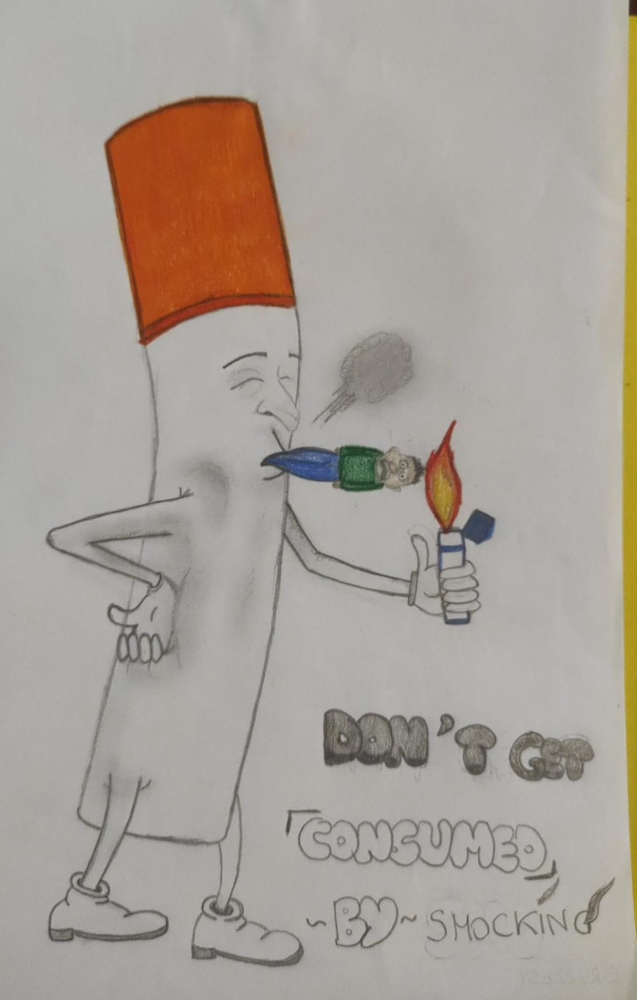 DON'T GET
「CONSUMED」
~BY~ SMOCKING